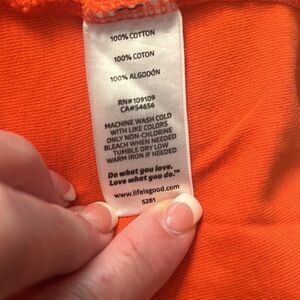 100% COTTON
100% COTTON
100% ALGODÓN
RN#109109
CA#54656
MACHINE WASH COLD
WITH LIKE COLORS
ONLY NON-CHLORINE
BLEACH WHEN NEEDED
TUMBLE DRY LOW
WARM IRON IF NEEDED
Do what you love.
Love what you do.™
www.lifeisgood.com
5281